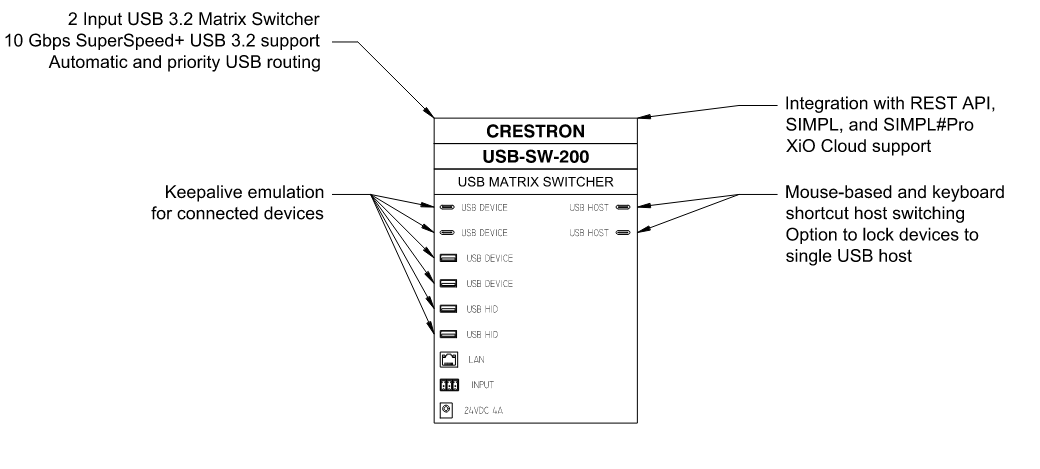 2 Input USB 3.2 Matrix Switcher
10 Gbps SuperSpeed+ USB 3.2 support
Automatic and priority USB routing
Integration with REST API,
SIMPL, and SIMPL#Pro
XiO Cloud support
CRESTRON
USB-SW-200
USB MATRIX SWITCHER
Keepalive emulation
for connected devices
Mouse-based and keyboard
shortcut host switching
Option to lock devices to
single USB host
USB DEVICE
USB HOST
USB DEVICE
USB HOST
USB DEVICE
USB DEVICE
USB HID
USB HID
LAN
INPUT
24VDC 4A